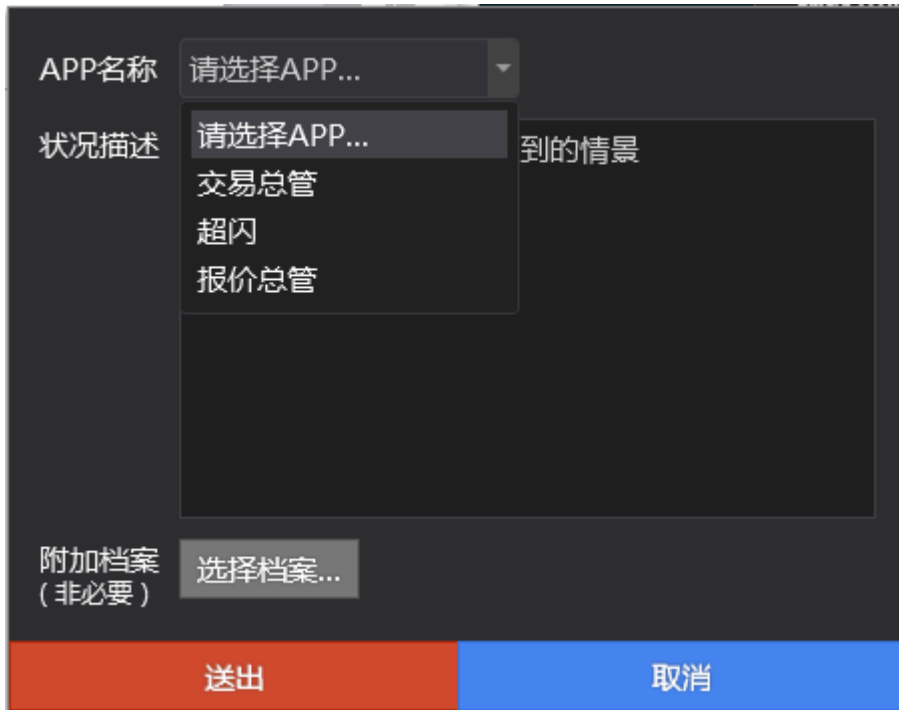 APP名称 请选择APP...
请选择APP...
交易总管
超闪
报价总管
状况描述
到的情景
附加档案
(非必要)
选择档案...
送出 取消